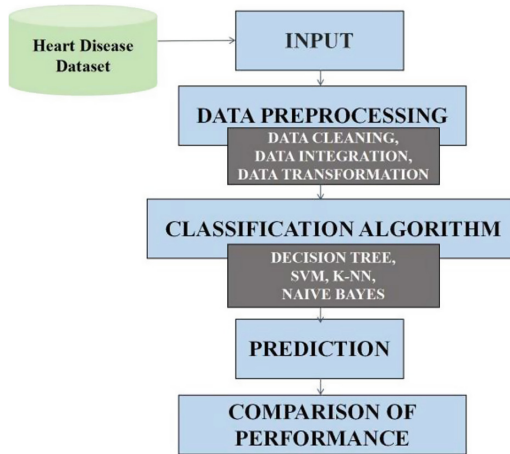 Heart Disease
Dataset
INPUT
DATA PREPROCESSING
DATA CLEANING,
DATA INTEGRATION,
DATA TRANSFORMATION
CLASSIFICATION ALGORITHM
DECISION TREE,
SVM, K-NN,
NAIVE BAYES
PREDICTION
COMPARISON OF
PERFORMANCE